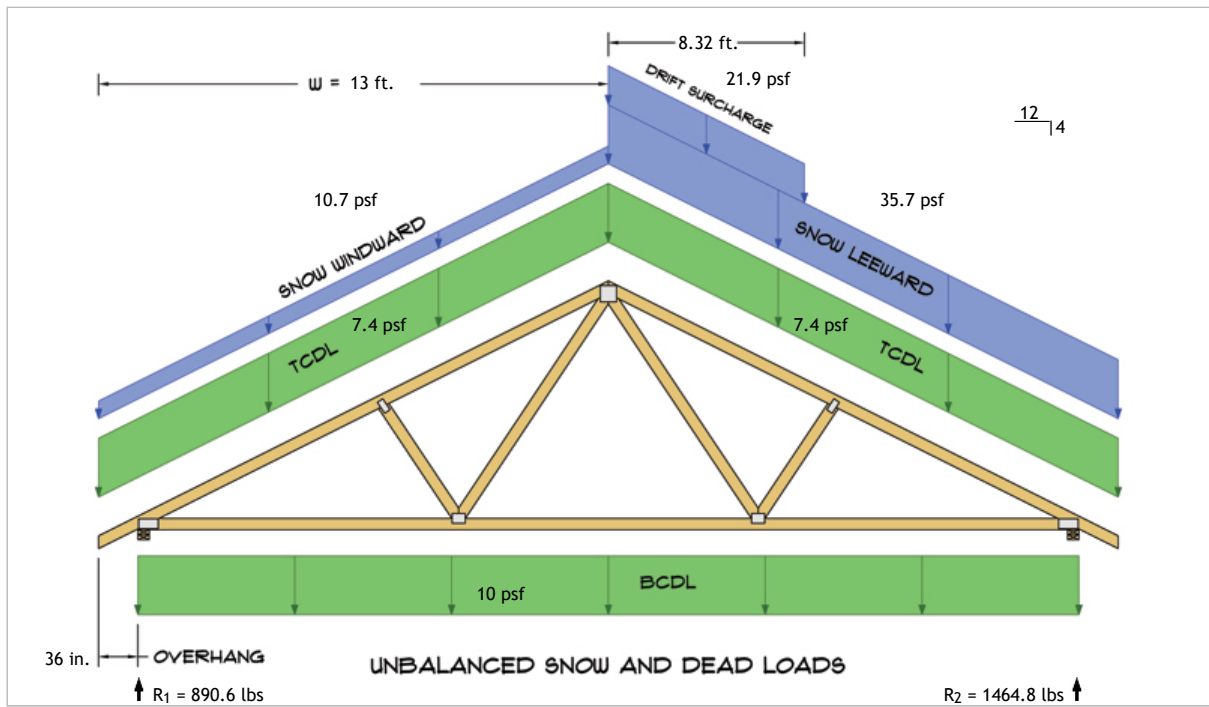 8.32 ft.
W = 13 ft.
DRIFT SURCHARGE
21.9 psf
12
4
10.7 psf
35.7 psf
SNOW WINDWARD
SNOW LEEWARD
7.4 psf
7.4 psf
TCDL
TCDL
BCDL
10 psf
36 in.
OVERHANG
UNBALANCED SNOW AND DEAD LOADS
R₁ = 890.6 lbs
R₂ = 1464.8 lbs